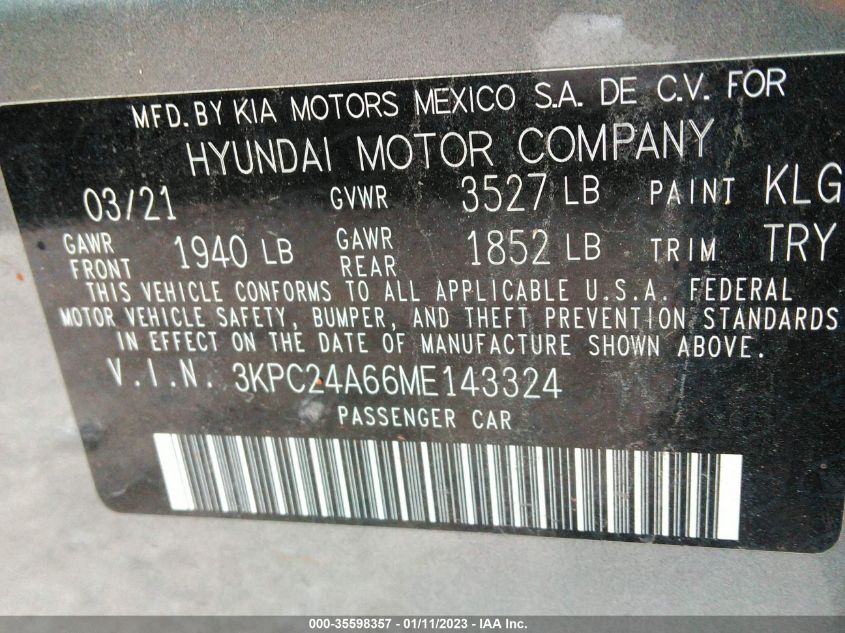 MFD. BY KIA MOTORS MEXICO S.A. DE C.V. FOR
HYUNDAI MOTOR COMPANY
03/21 GVWR 3527 LB PAINT KLG
GAWR FRONT 1940 LB GAWR REAR 1852 LB TRIM TRY
THIS VEHICLE CONFORMS TO ALL APPLICABLE U.S.A. FEDERAL
MOTOR VEHICLE SAFETY, BUMPER, AND THEFT PREVENTION STANDARDS
IN EFFECT ON THE DATE OF MANUFACTURE SHOWN ABOVE.
V.I.N. 3KPC24A66ME143324
PASSENGER CAR
000-35598357 - 01/11/2023 - IAA Inc.